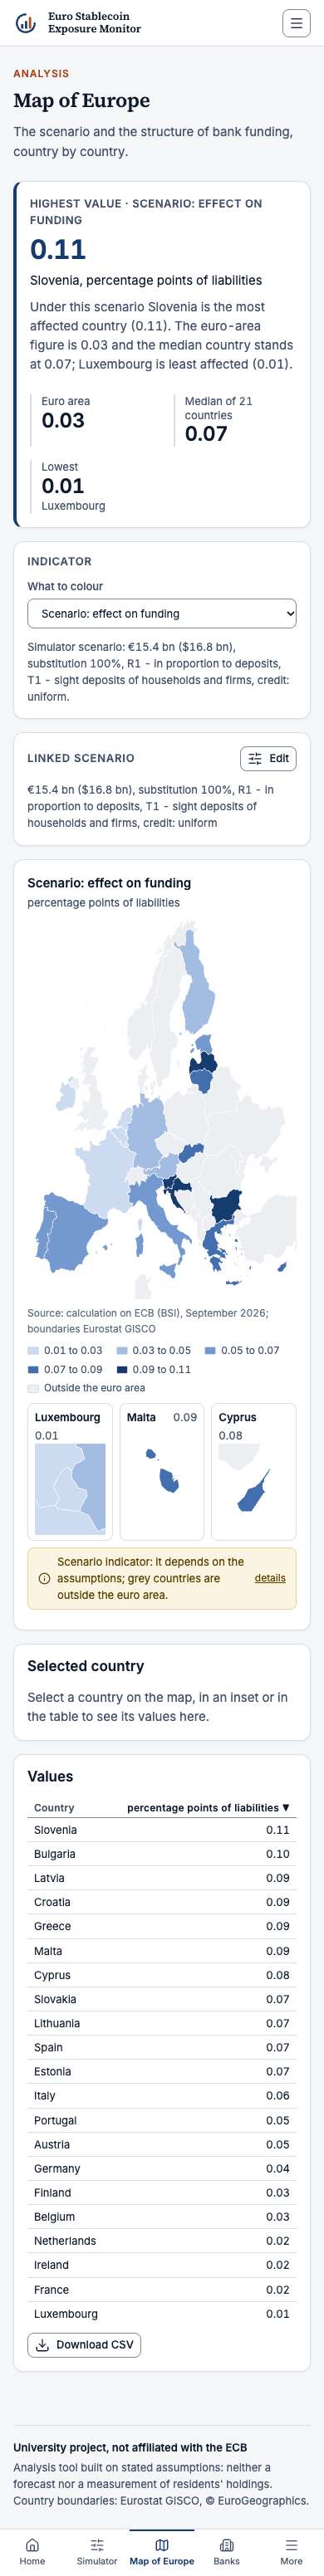 Euro Stablecoin
Exposure Monitor
ANALYSIS
Map of Europe
The scenario and the structure of bank funding,
country by country.
HIGHEST VALUE · SCENARIO: EFFECT ON
FUNDING
0.11
Slovenia, percentage points of liabilities
Under this scenario Slovenia is the most
affected country (0.11). The euro-area
figure is 0.03 and the median country stands
at 0.07; Luxembourg is least affected (0.01).
Euro area
0.03
Median of 21
countries
0.07
Lowest
0.01
Luxembourg
INDICATOR
What to colour
Scenario: effect on funding
Simulator scenario: €15.4 bn ($16.8 bn),
substitution 100%, R1 - in proportion to deposits,
T1 - sight deposits of households and firms, credit:
uniform.
LINKED SCENARIO
Edit
€15.4 bn ($16.8 bn), substitution 100%, R1 - in
proportion to deposits, T1 - sight deposits of
households and firms, credit: uniform
Scenario: effect on funding
percentage points of liabilities
Source: calculation on ECB (BSI), September 2026;
boundaries Eurostat GISCO
0.01 to 0.03 0.03 to 0.05 0.05 to 0.07
0.07 to 0.09 0.09 to 0.11
Outside the euro area
Luxembourg
0.01
Malta 0.09
Cyprus
0.08
Scenario indicator: it depends on the
assumptions; grey countries are
outside the euro area.
details
Selected country
Select a country on the map, in an inset or in
the table to see its values here.
Values
Country percentage points of liabilities ▼
Slovenia 0.11
Bulgaria 0.10
Latvia 0.09
Croatia 0.09
Greece 0.09
Malta 0.09
Cyprus 0.08
Slovakia 0.07
Lithuania 0.07
Spain 0.07
Estonia 0.07
Italy 0.06
Portugal 0.05
Austria 0.05
Germany 0.04
Finland 0.03
Belgium 0.03
Netherlands 0.02
Ireland 0.02
France 0.02
Luxembourg 0.01
Download CSV
University project, not affiliated with the ECB
Analysis tool built on stated assumptions: neither a
forecast nor a measurement of residents' holdings.
Country boundaries: Eurostat GISCO, © EuroGeographics.
Home Simulator Map of Europe Banks More